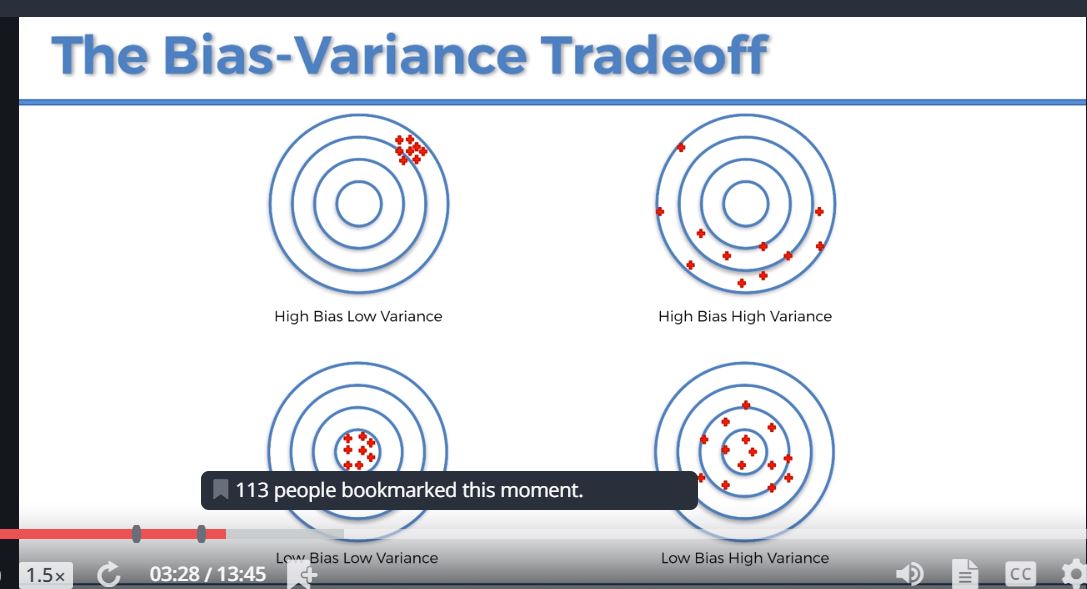 The Bias-Variance Tradeoff
High Bias Low Variance
High Bias High Variance
113 people bookmarked this moment.
Low Bias Low Variance
Low Bias High Variance
1.5×
03:28 / 13:45
CC